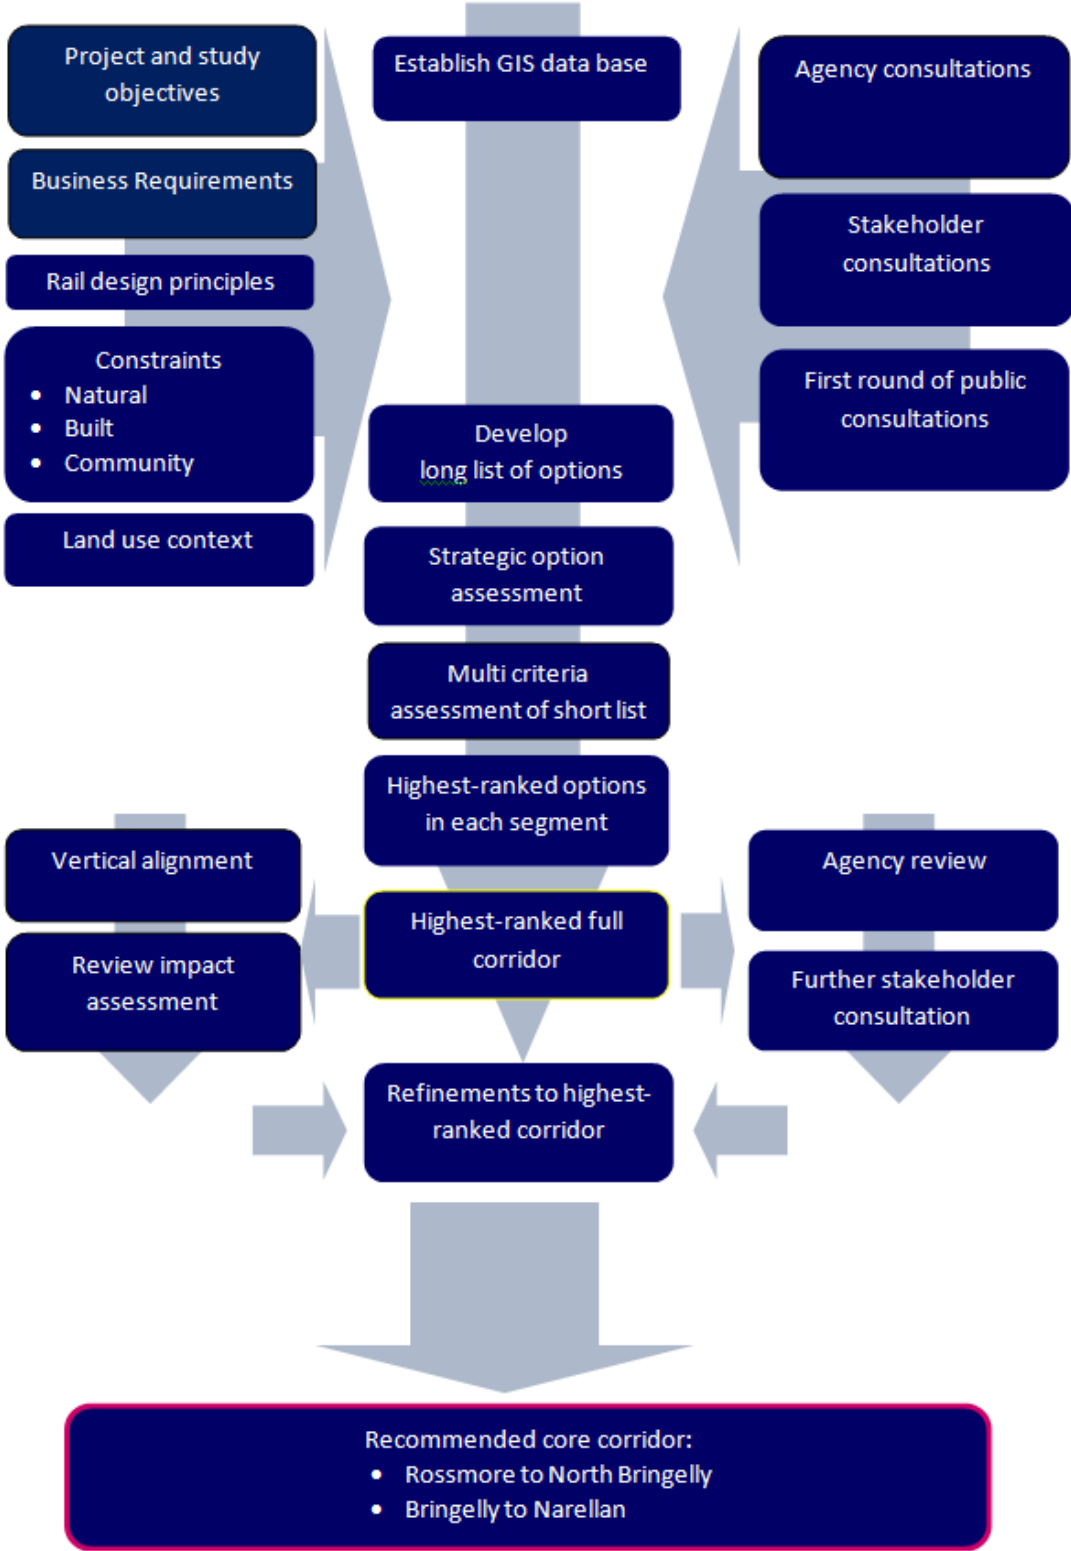 Project and study
objectives
Business Requirements
Rail design principles
Constraints
• Natural
• Built
• Community
Land use context
Establish GIS data base
Agency consultations
Stakeholder
consultations
First round of public
consultations
Develop
long list of options
Strategic option
assessment
Multi criteria
assessment of short list
Highest-ranked options
in each segment
Vertical alignment
Review impact
assessment
Highest-ranked full
corridor
Agency review
Further stakeholder
consultation
Refinements to highest-
ranked corridor
Recommended core corridor:
• Rossmore to North Bringelly
• Bringelly to Narellan